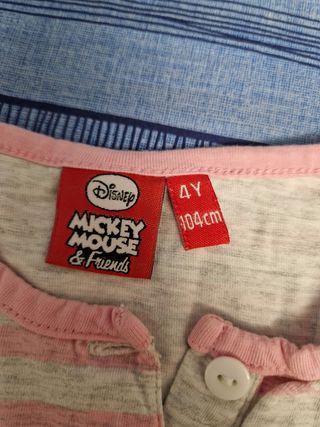 Disney
MICKEY
MOUSE
& Friends
4Y
104cm